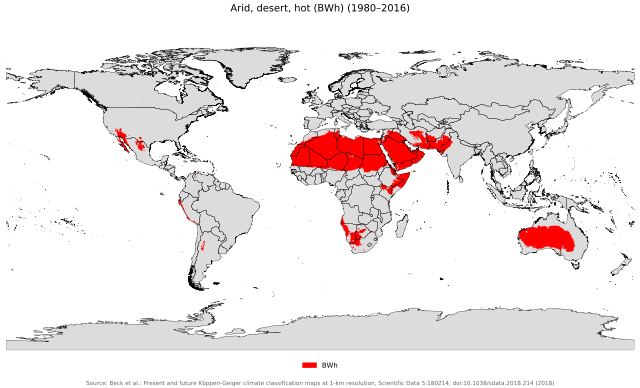 Arid, desert, hot (BWh) (1980–2016)
BWh
Source: Beck et al.: Present and future Köppen-Geiger climate classification maps at 1-km resolution, Scientific Data 5:180214, doi:10.1038/sdata.2018.214 (2018)